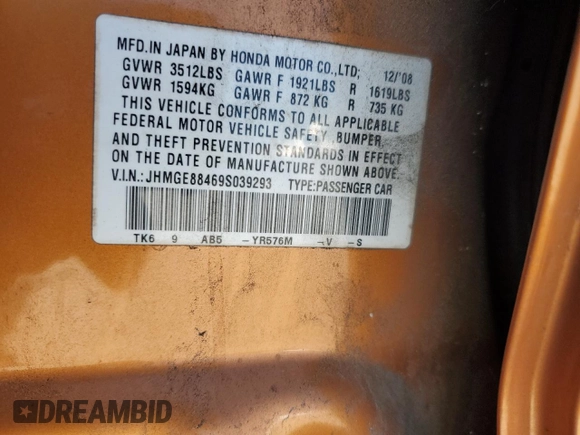 MFD.IN JAPAN BY HONDA MOTOR CO.,LTD; 12/'08
GVWR 3512LBS GAWR F 1921LBS R 1619LBS
GVWR 1594KG GAWR F 872 KG R 735 KG
THIS VEHICLE CONFORMS TO ALL APPLICABLE
FEDERAL MOTOR VEHICLE SAFETY, BUMPER,
AND THEFT PREVENTION STANDARDS IN EFFECT
ON THE DATE OF MANUFACTURE SHOWN ABOVE.
V.I.N.:JHMGE88469S039293 TYPE:PASSENGER CAR
TK6 9 AB5 -YR576M -V -S
DREAMBID